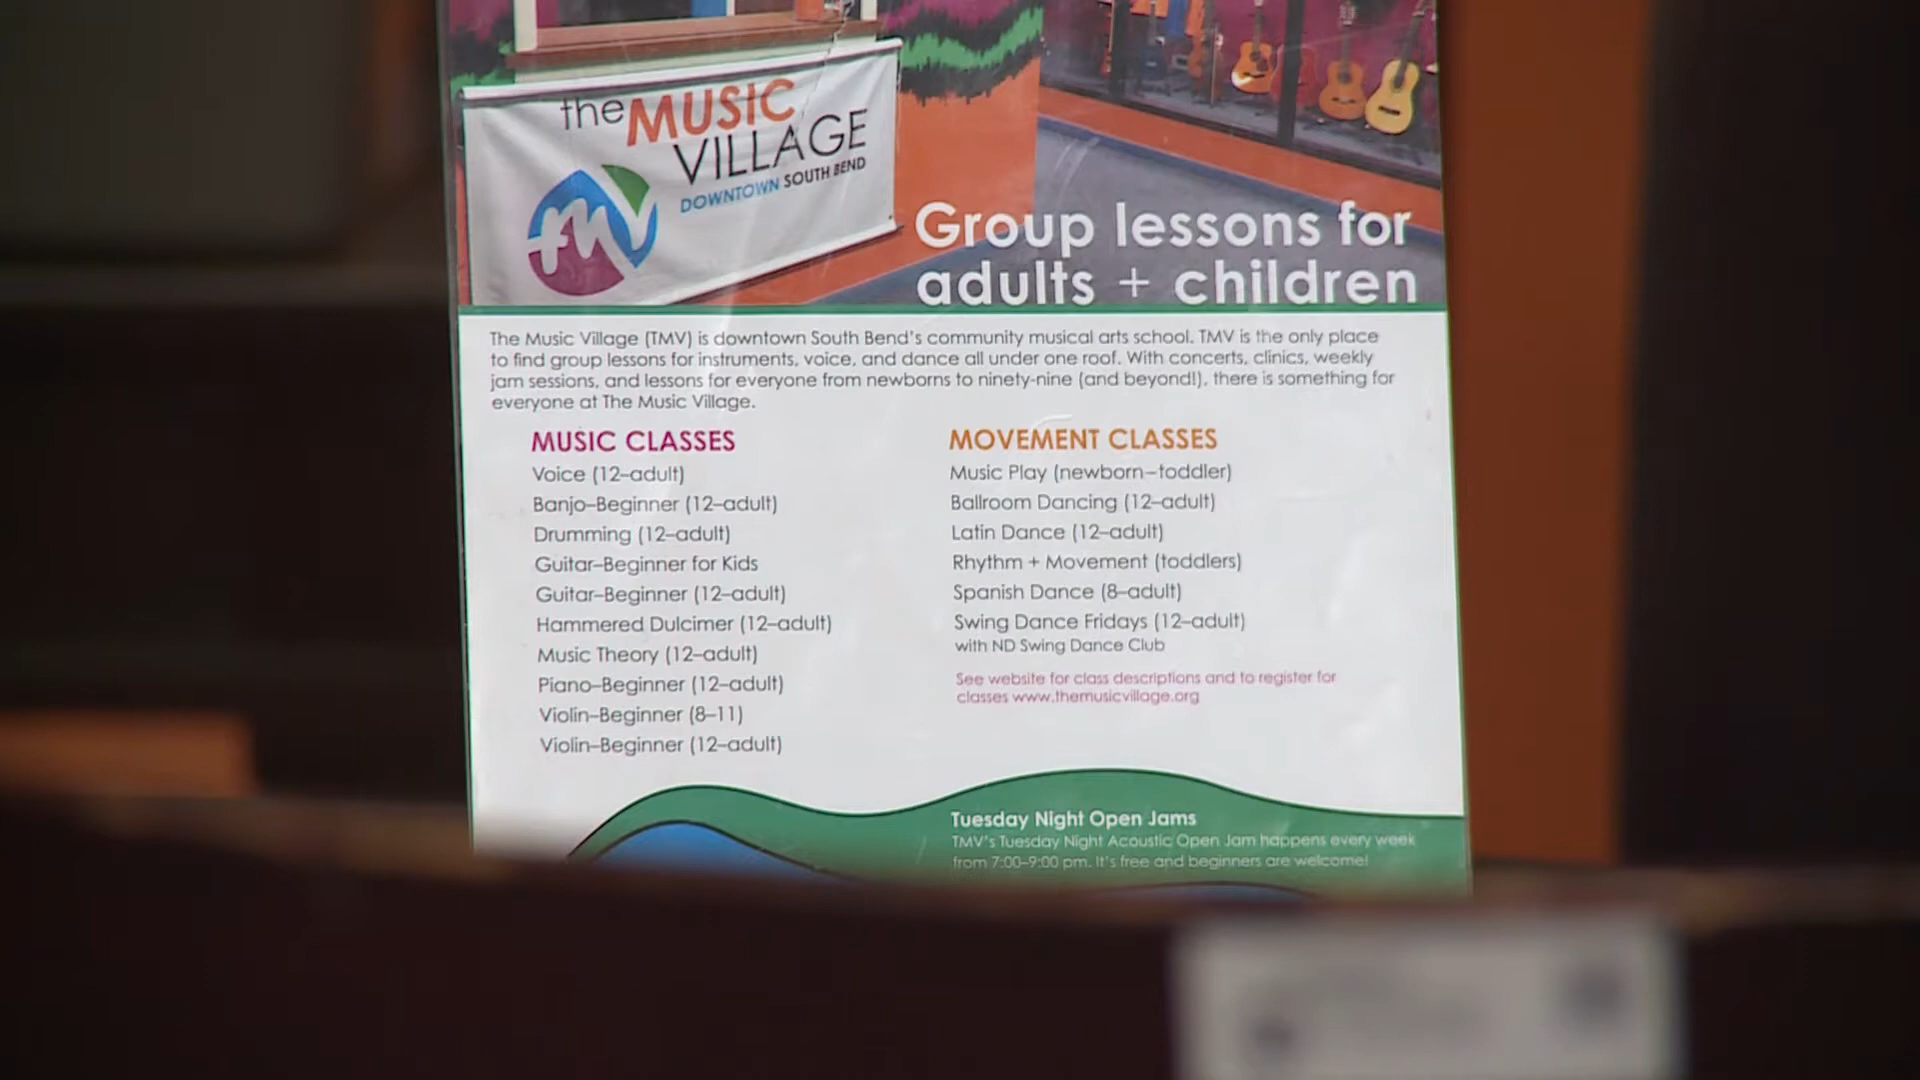 the MUSIC
VILLAGE
DOWNTOWN SOUTH BEND
Group lessons for
adults + children
The Music Village (TMV) is downtown South Bend's community musical arts school. TMV is the only place
to find group lessons for instruments, voice, and dance all under one roof. With concerts, clinics, weekly
jam sessions, and lessons for everyone from newborns to ninety-nine (and beyond!), there is something for
everyone at The Music Village.
MUSIC CLASSES
Voice (12–adult)
Banjo–Beginner (12–adult)
Drumming (12–adult)
Guitar–Beginner for Kids
Guitar–Beginner (12–adult)
Hammered Dulcimer (12–adult)
Music Theory (12–adult)
Piano–Beginner (12–adult)
Violin–Beginner (8–11)
Violin–Beginner (12–adult)
MOVEMENT CLASSES
Music Play (newborn–toddler)
Ballroom Dancing (12–adult)
Latin Dance (12–adult)
Rhythm + Movement (toddlers)
Spanish Dance (8–adult)
Swing Dance Fridays (12–adult)
with ND Swing Dance Club
See website for class descriptions and to register for
classes www.themusicvillage.org
Tuesday Night Open Jams
TMV's Tuesday Night Acoustic Open Jam happens every week
from 7:00–9:00 pm. It's free and beginners are welcome!